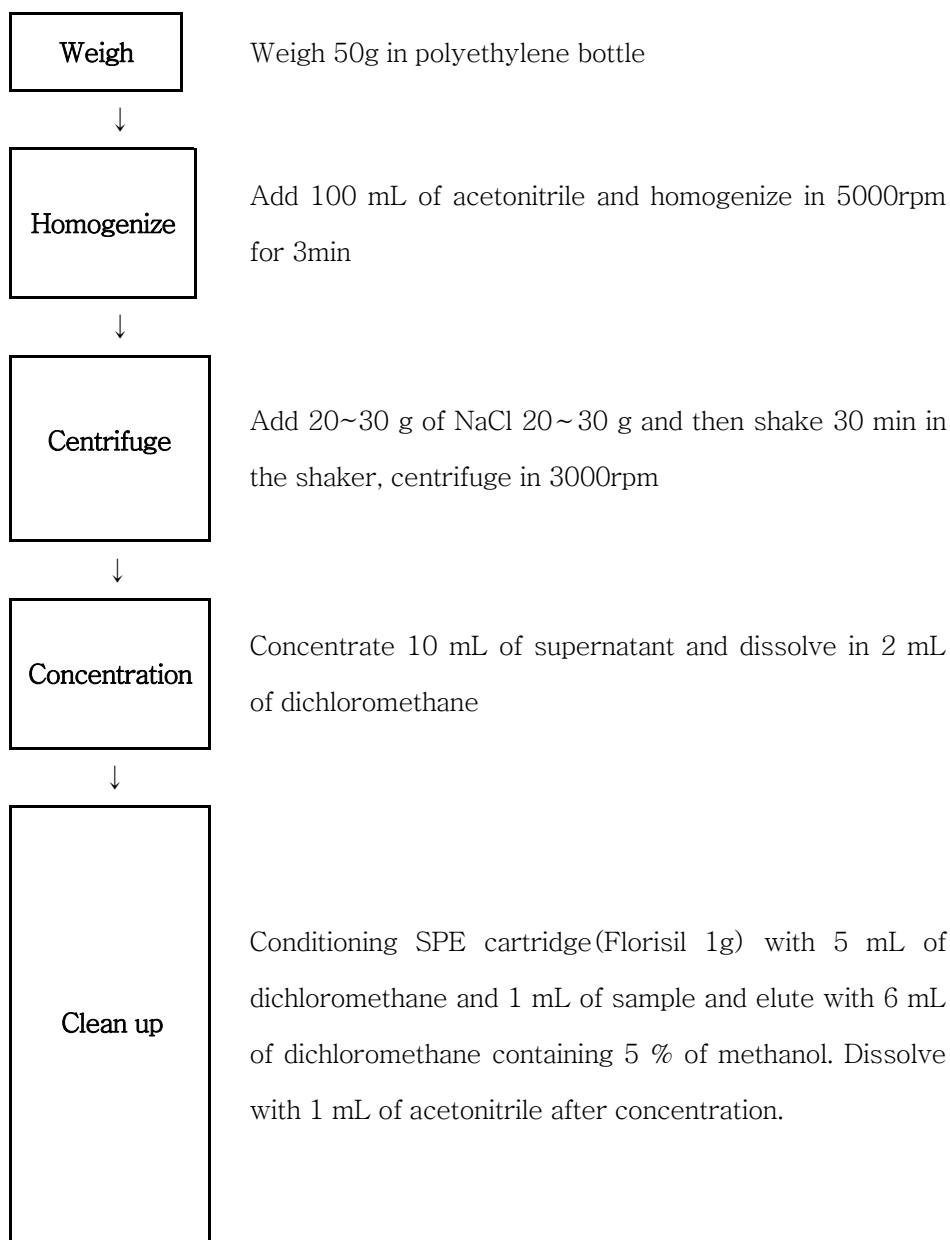 Weigh
Weigh 50g in polyethylene bottle
↓
Homogenize
Add 100 mL of acetonitrile and homogenize in 5000rpm
for 3min
↓
Centrifuge
Add 20~30 g of NaCl 20~30 g and then shake 30 min in
the shaker, centrifuge in 3000rpm
↓
Concentration
Concentrate 10 mL of supernatant and dissolve in 2 mL
of dichloromethane
↓
Clean up
Conditioning SPE cartridge(Florisil 1g) with 5 mL of
dichloromethane and 1 mL of sample and elute with 6 mL
of dichloromethane containing 5 % of methanol. Dissolve
with 1 mL of acetonitrile after concentration.